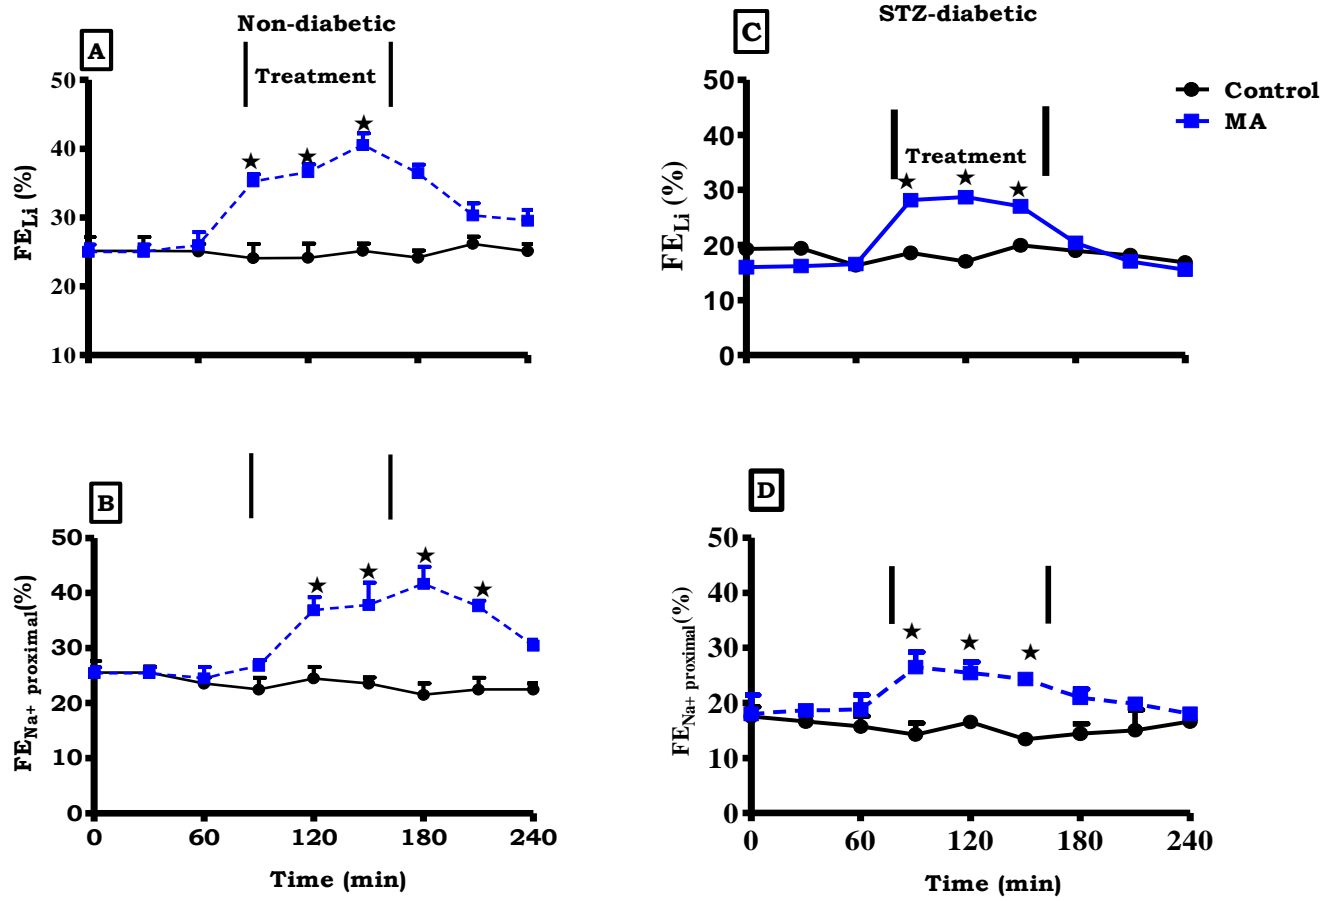 Non-diabetic
STZ-diabetic
A
Treatment
50
40
30
20
10
FELi (%)
C
Treatment
50
40
30
20
10
0
FELi (%)
Control
MA
B
50
40
30
20
10
0
FENa+ proximal(%)
0 60 120 180 240
Time (min)
D
50
40
30
20
10
0
FENa+ proximal(%)
0 60 120 180 240
Time (min)